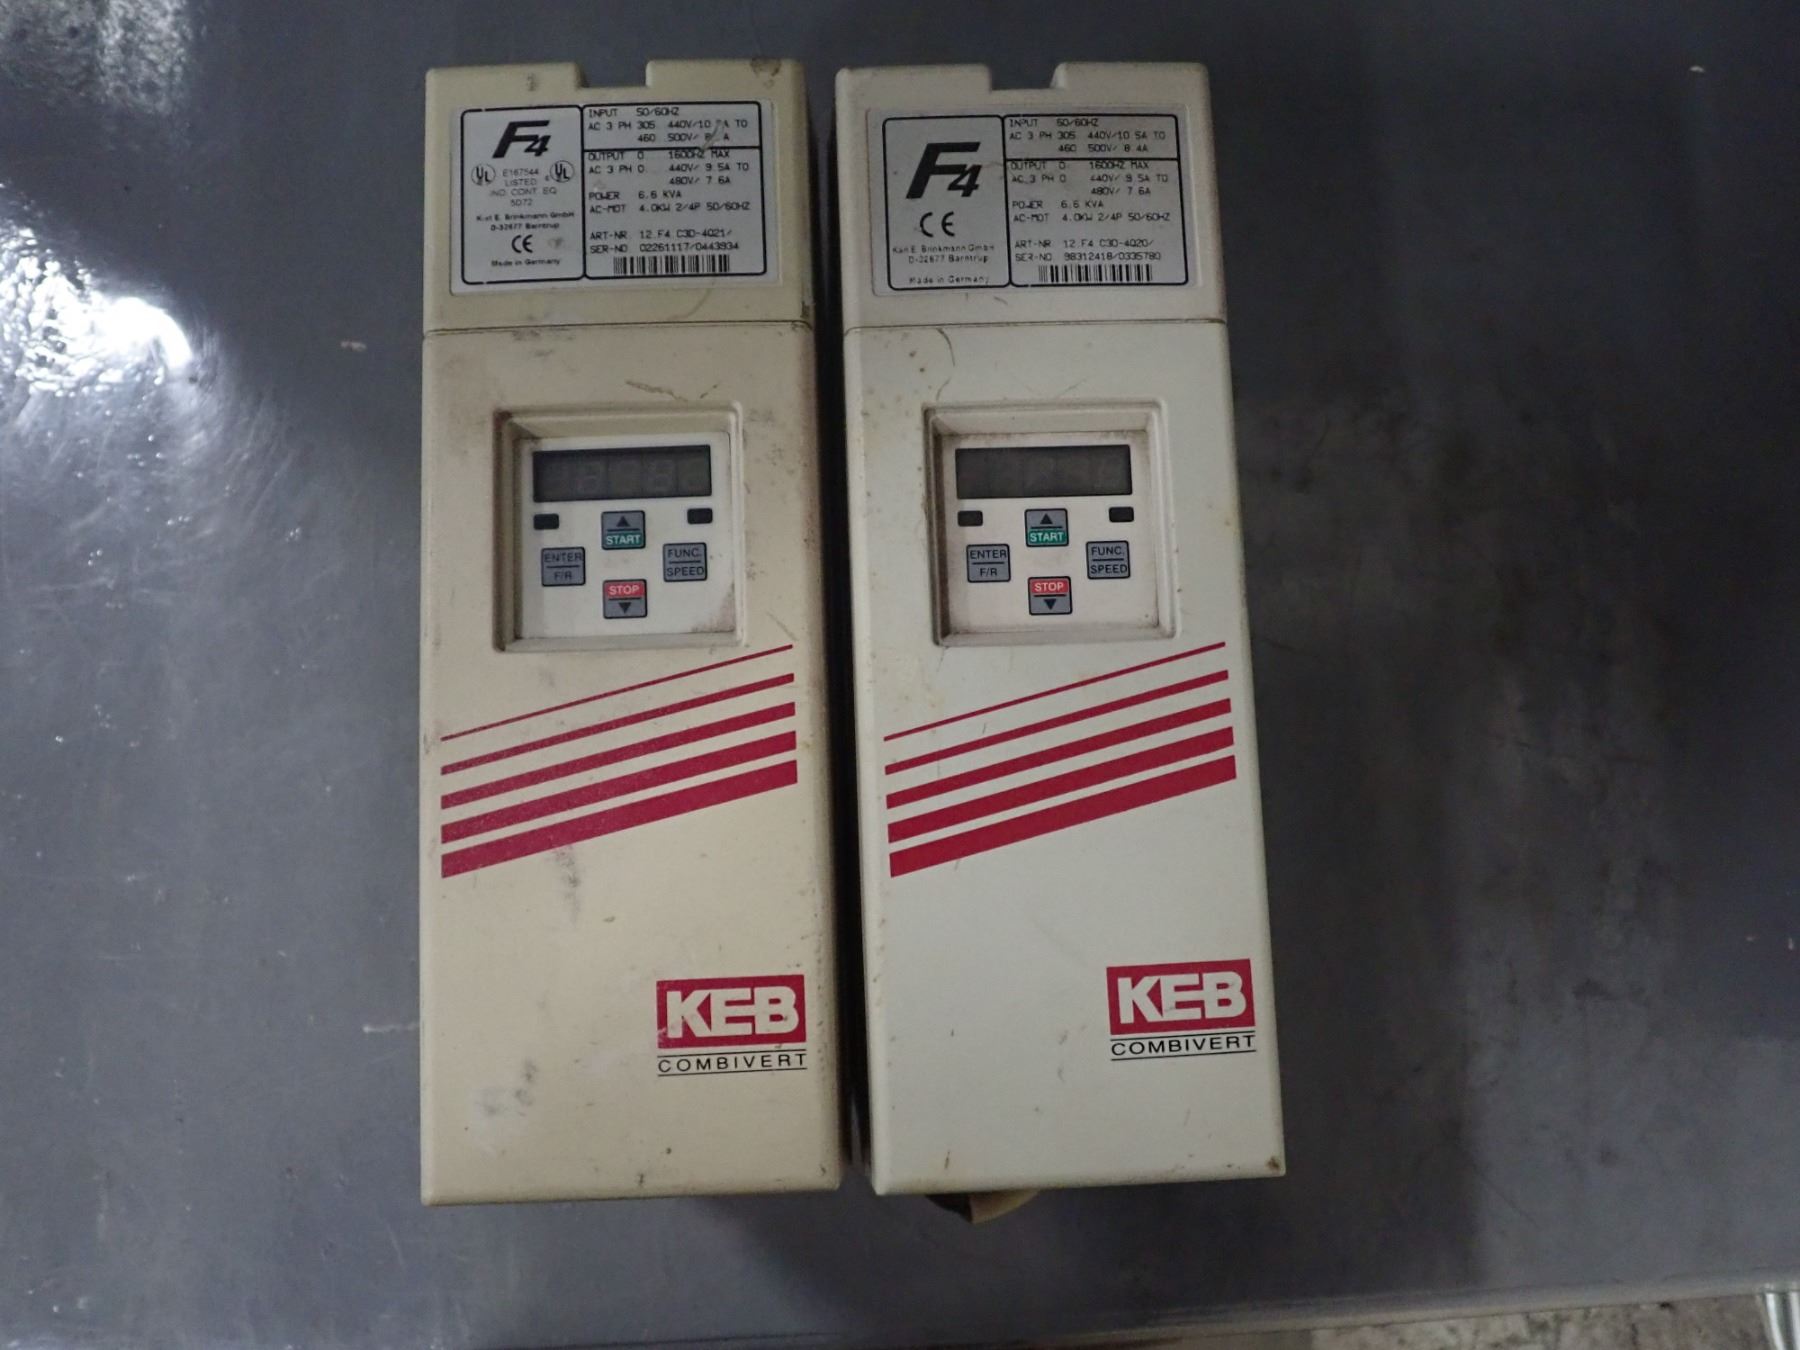 F4
UL E167544 UL
LISTED
IND. CONT. EQ.
5D72
Karl E. Brinkmann GmbH
D-32677 Barntrup
CE
Made in Germany
INPUT 50/60HZ
AC 3 PH 305 440V/10 A TO
460 500V/ A
OUTPUT 0 1600HZ MAX
AC 3 PH 0 440V/ 9.5A TO
480V/ 7.6A
POWER 6.6 KVA
AC-MOT 4.0KW 2/4P 50/60HZ
ART-NR. 12.F4.C3D-4021/
SER-NO 02261117/0443934
ENTER
F/R
START
STOP
FUNC.
SPEED
KEB
COMBIVERT
F4
CE
Karl E. Brinkmann GmbH
D-32677 Barntrup
Made in Germany
INPUT 50/60HZ
AC 3 PH 305 440V/10.5A TO
460 500V/ 8.4A
OUTPUT 0 1600HZ MAX
AC 3 PH 0 440V/ 9.5A TO
480V/ 7.6A
POWER 6.6 KVA
AC-MOT 4.0KW 2/4P 50/60HZ
ART-NR. 12.F4.C3D-4020/
SER-NO. 98312418/0335780
ENTER
F/R
START
STOP
FUNC.
SPEED
KEB
COMBIVERT